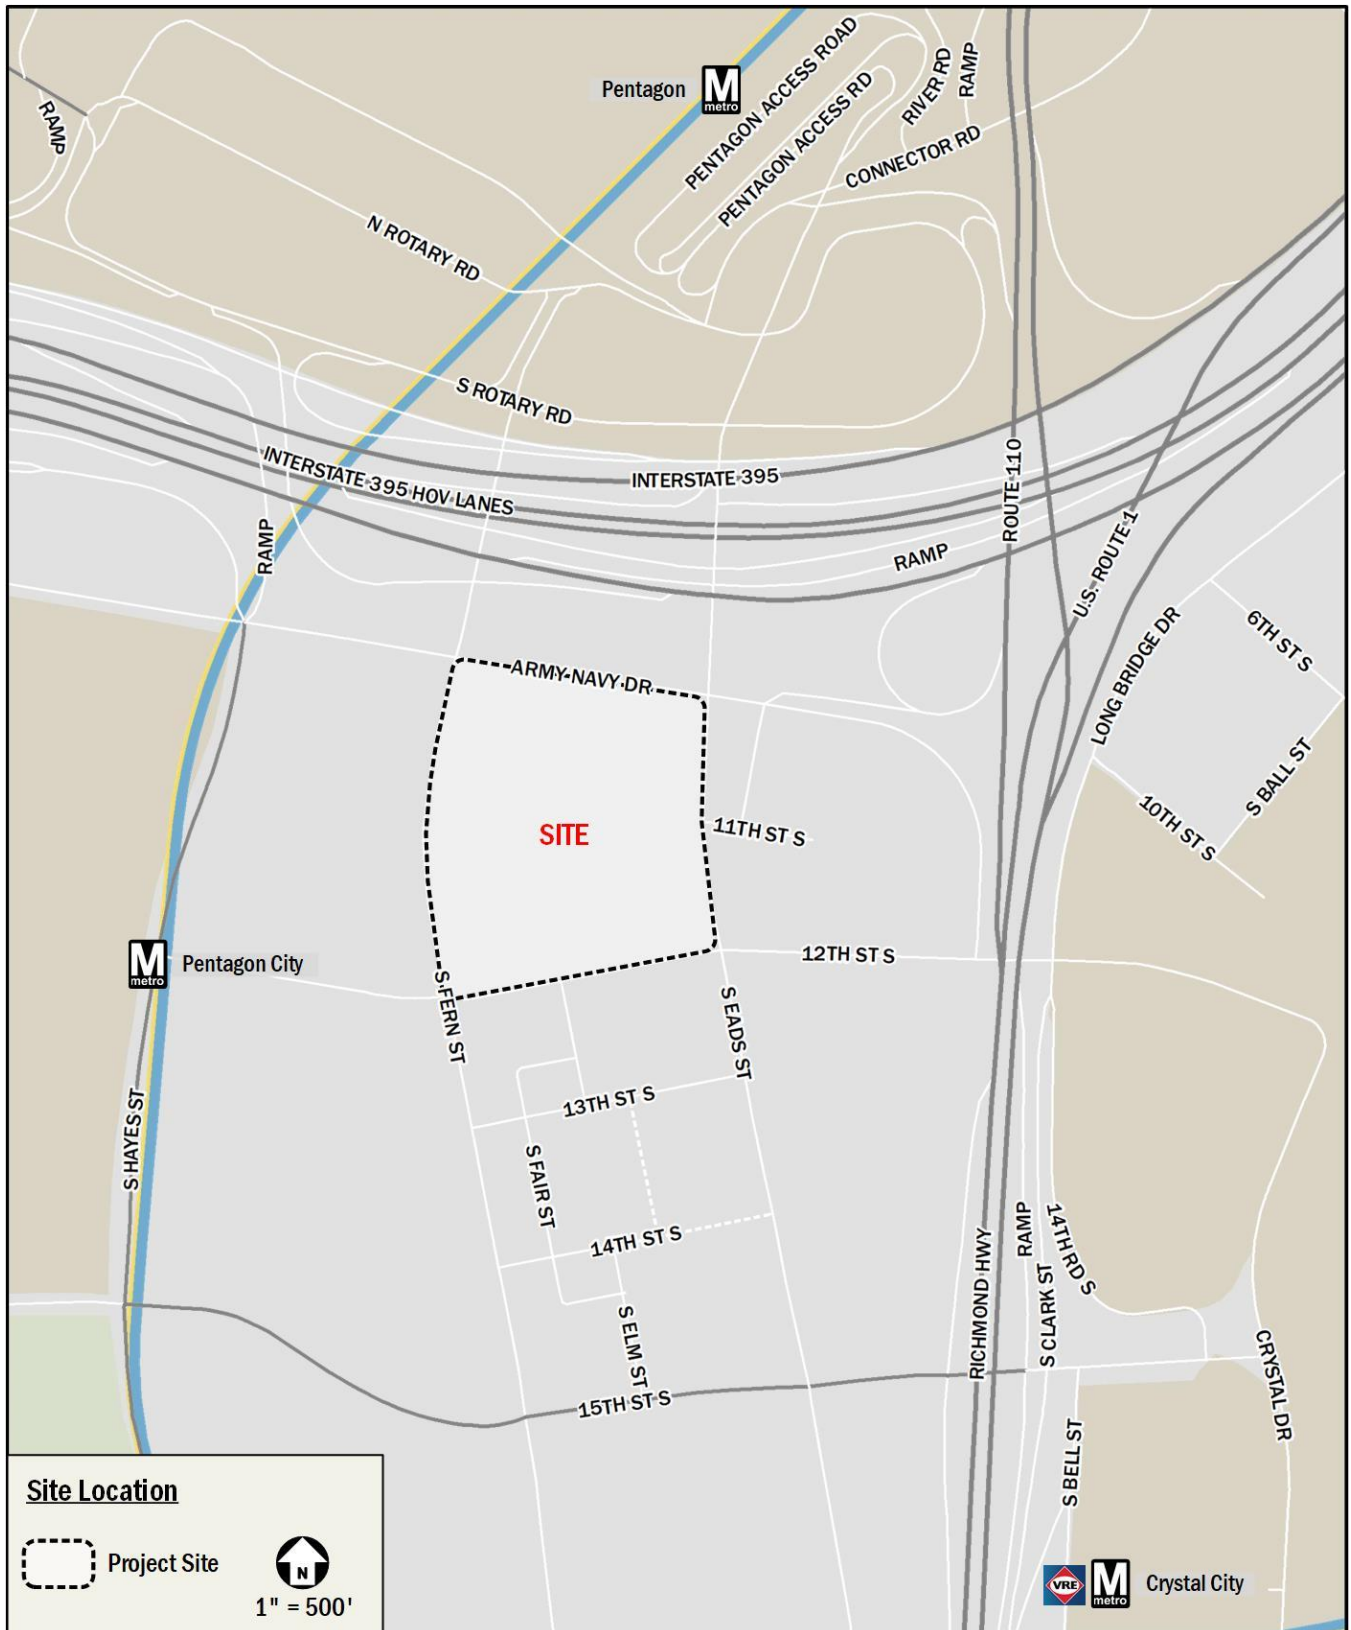 Pentagon
M
metro
PENTAGON ACCESS ROAD
PENTAGON ACCESS RD
RIVER RD
RAMP
CONNECTOR RD
RAMP
N ROTARY RD
S ROTARY RD
INTERSTATE 395 HOV LANES
INTERSTATE 395
ROUTE 110
RAMP
RAMP
U.S. ROUTE 1
LONG BRIDGE DR
6TH ST S
S BALL ST
10TH ST S
ARMY NAVY DR
SITE
11TH ST S
12TH ST S
M
metro
Pentagon City
S FERN ST
S EADS ST
13TH ST S
S HAYES ST
S FAIR ST
14TH ST S
RICHMOND HWY
RAMP
S CLARK ST
14TH RD S
S ELM ST
15TH ST S
CRYSTAL DR
S BELL ST
Site Location
Project Site
N
1" = 500'
VRE
M
metro
Crystal City